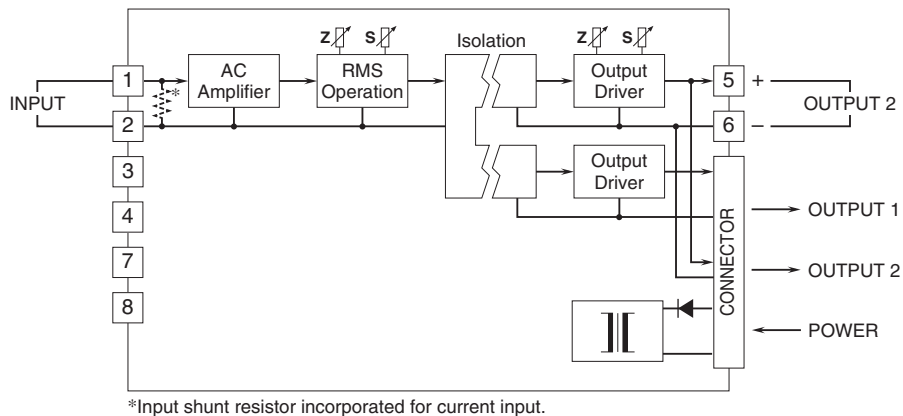 Z S
Isolation
Z S
1
AC
Amplifier
RMS
Operation
Output
Driver
5 +
INPUT
*
OUTPUT 2
2
6 −
3
Output
Driver
4
OUTPUT 1
7
CONNECTOR
OUTPUT 2
8
POWER
*Input shunt resistor incorporated for current input.